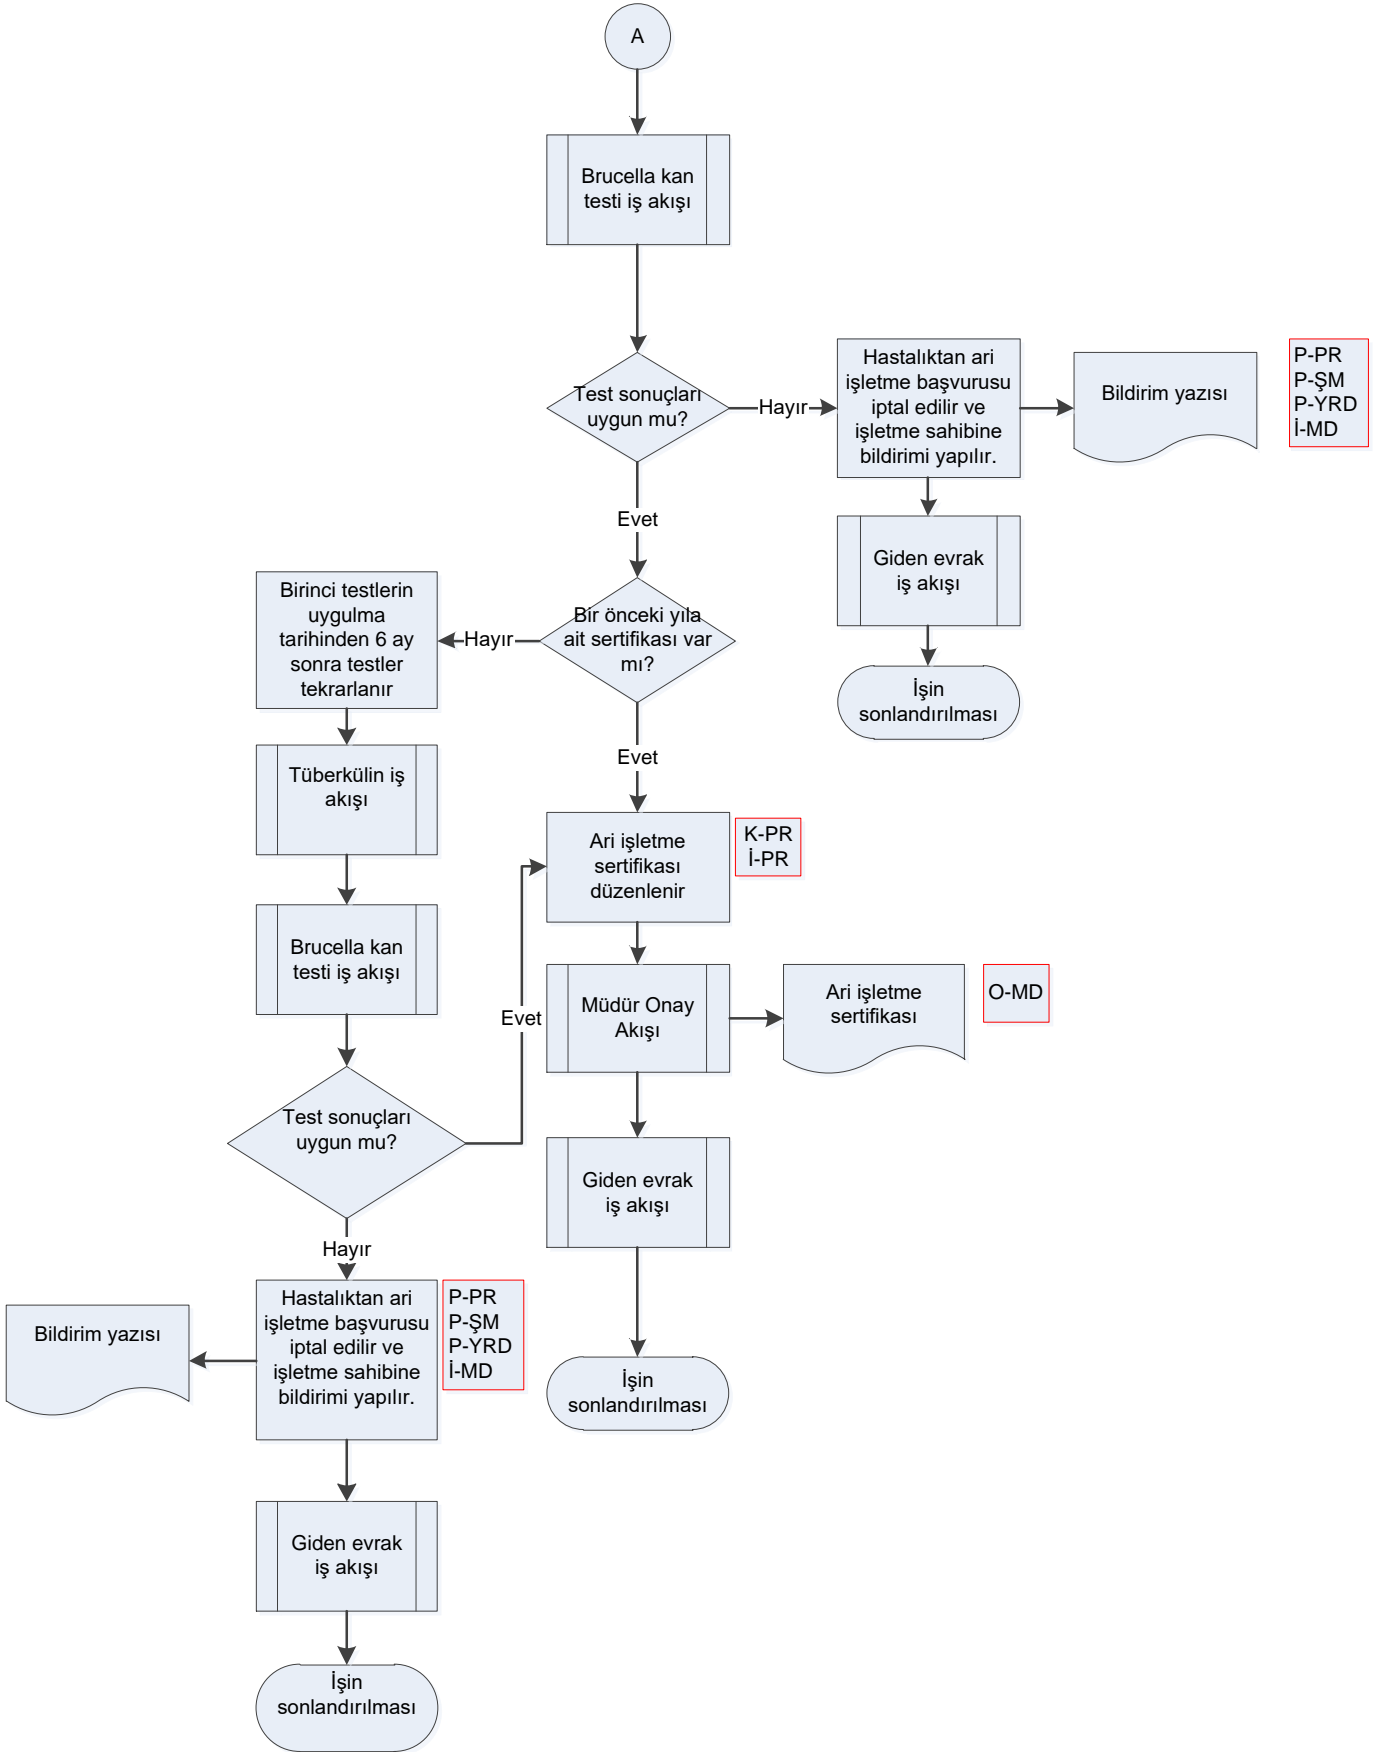 A
Brucella kan
testi iş akışı
Test sonuçları
uygun mu?
Hayır
Hastalıktan ari
işletme başvurusu
iptal edilir ve
işletme sahibine
bildirimi yapılır.
Bildirim yazısı
P-PR
P-ŞM
P-YRD
İ-MD
Giden evrak
iş akışı
İşin
sonlandırılması
Evet
Bir önceki yıla
ait sertifikası var
mı?
Hayır
Birinci testlerin
uygulma
tarihinden 6 ay
sonra testler
tekrarlanır
Tüberkülin iş
akışı
Brucella kan
testi iş akışı
Test sonuçları
uygun mu?
Evet
Evet
Ari işletme
sertifikası
düzenlenir
K-PR
İ-PR
Müdür Onay
Akışı
Ari işletme
sertifikası
O-MD
Giden evrak
iş akışı
İşin
sonlandırılması
Hayır
Hastalıktan ari
işletme başvurusu
iptal edilir ve
işletme sahibine
bildirimi yapılır.
P-PR
P-ŞM
P-YRD
İ-MD
Bildirim yazısı
Giden evrak
iş akışı
İşin
sonlandırılması